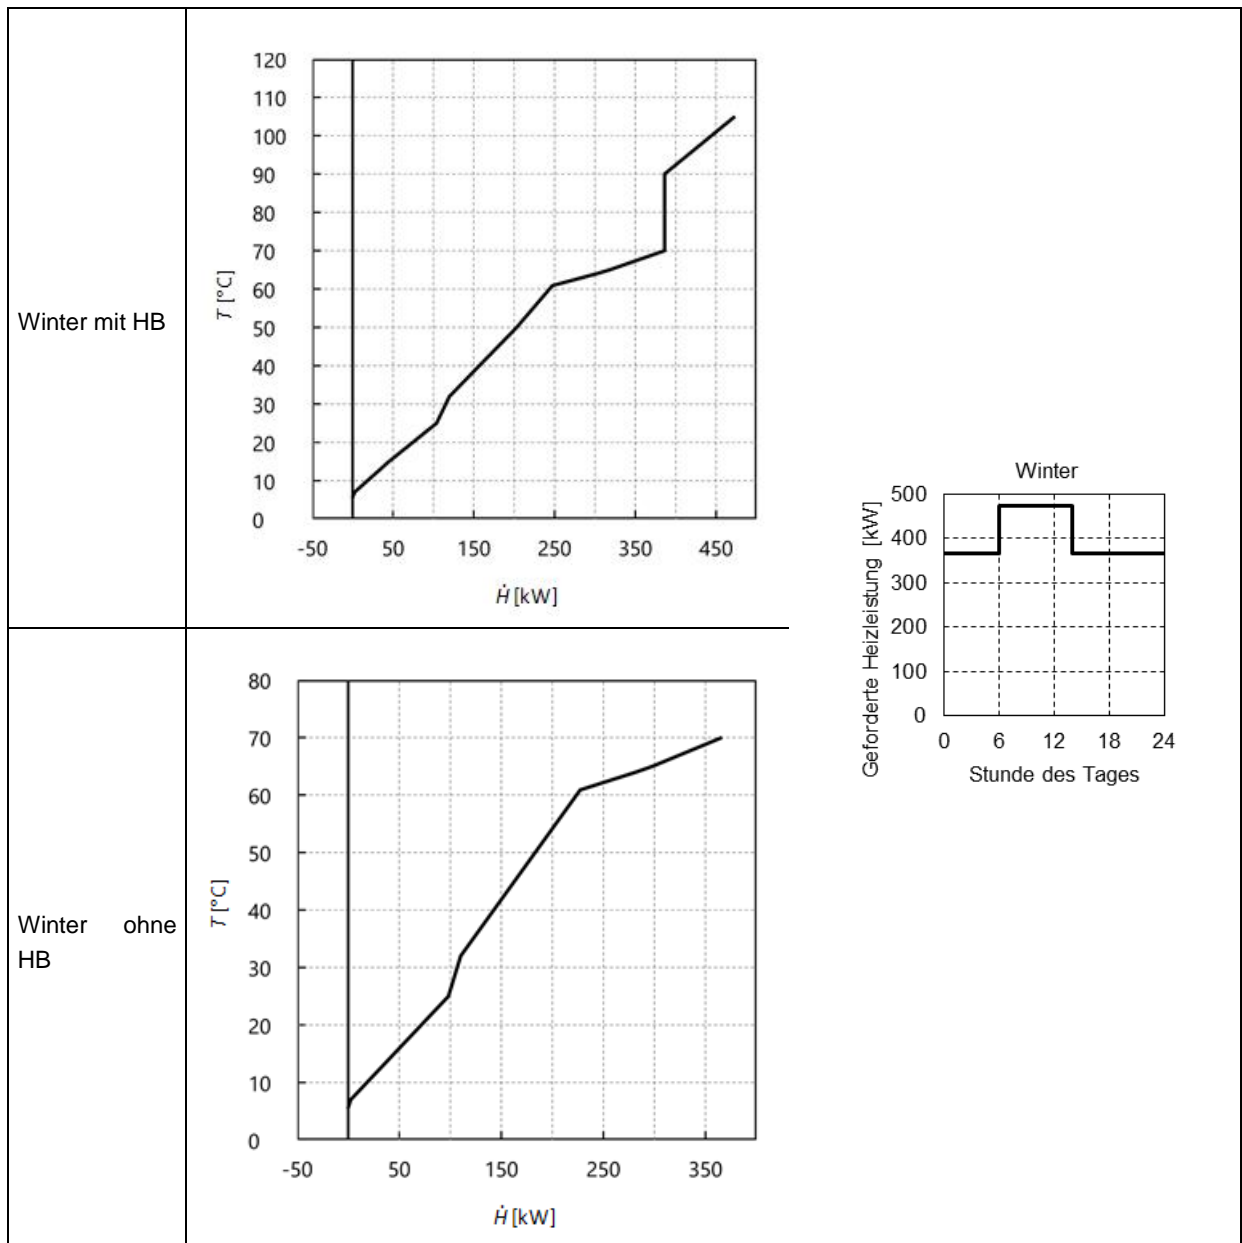 Winter mit HB
120
110
100
90
80
70
60
50
40
30
20
10
0
T [°C]
-50 50 150 250 350 450
Ḣ [kW]
Winter
500
400
300
200
100
0
Geforderte Heizleistung [kW]
0 6 12 18 24
Stunde des Tages
Winter ohne
HB
80
70
60
50
40
30
20
10
0
T [°C]
-50 50 150 250 350
Ḣ [kW]